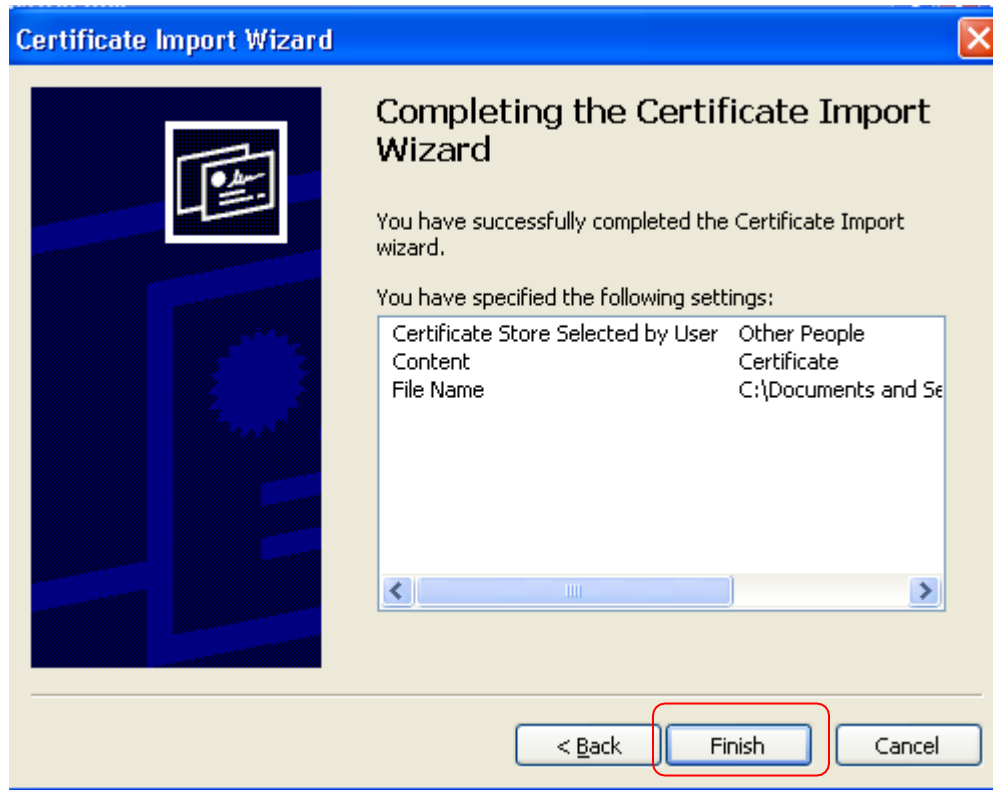 Certificate Import Wizard
Completing the Certificate Import
Wizard
You have successfully completed the Certificate Import
wizard.
You have specified the following settings:
Certificate Store Selected by User Other People
Content Certificate
File Name C:\Documents and Se
< Back Finish Cancel